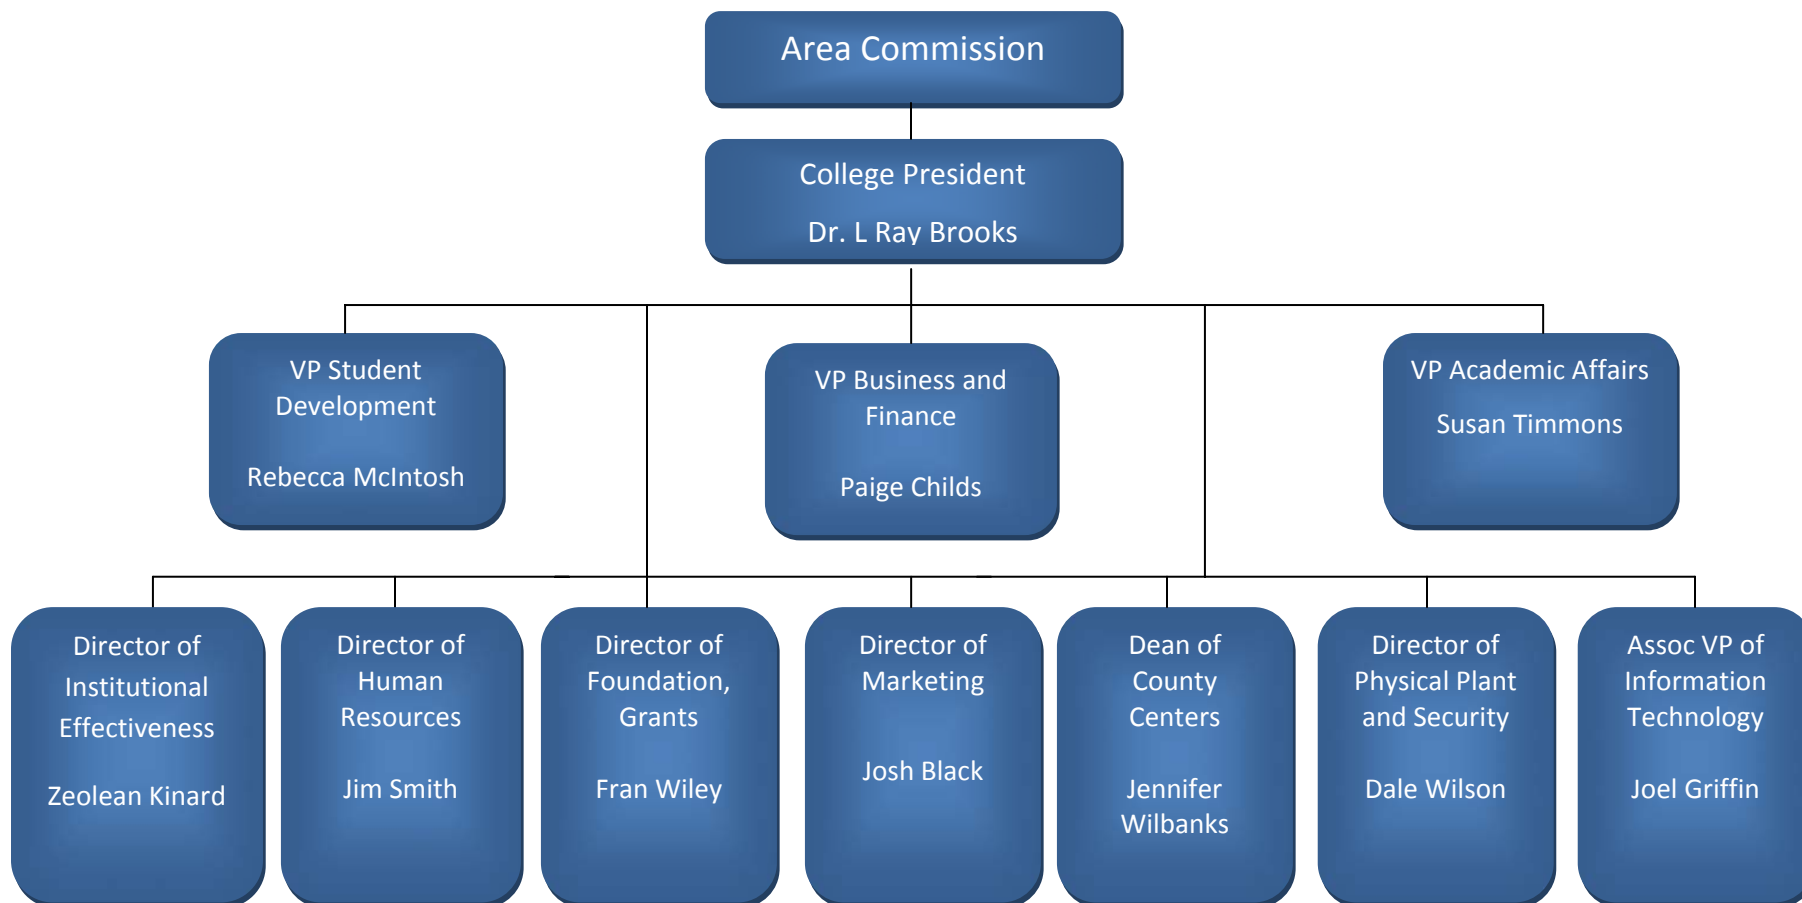 Area Commission
College President
Dr. L Ray Brooks
VP Student
Development
Rebecca McIntosh
VP Business and
Finance
Paige Childs
VP Academic Affairs
Susan Timmons
Director of
Institutional
Effectiveness
Zeolean Kinard
Director of
Human
Resources
Jim Smith
Director of
Foundation,
Grants
Fran Wiley
Director of
Marketing
Josh Black
Dean of
County
Centers
Jennifer
Wilbanks
Director of
Physical Plant
and Security
Dale Wilson
Assoc VP of
Information
Technology
Joel Griffin